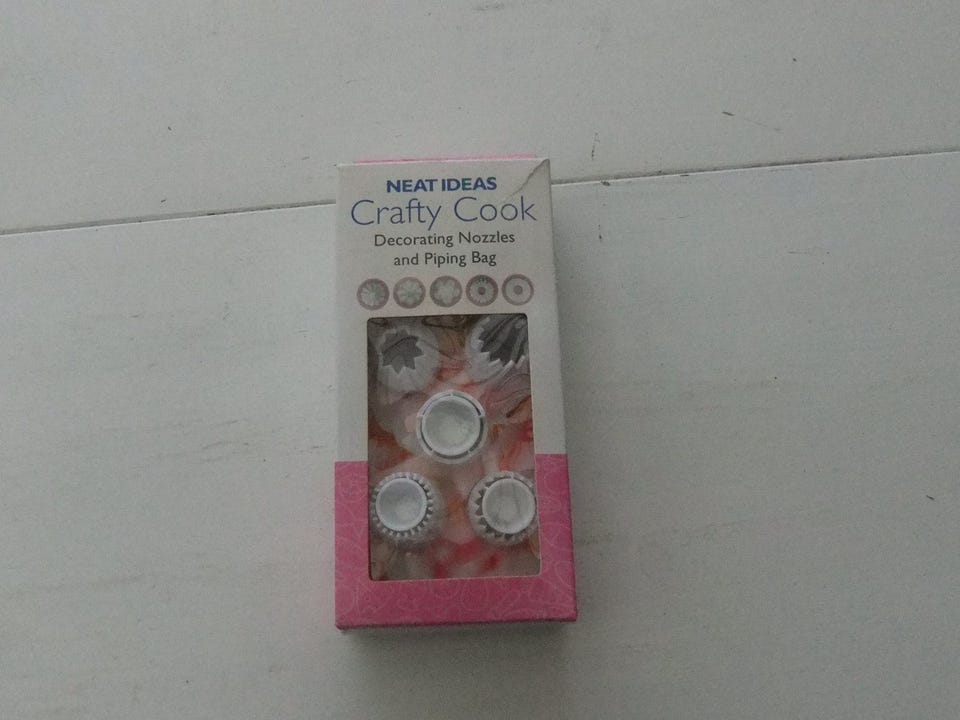 NEAT IDEAS
Crafty Cook
Decorating Nozzles
and Piping Bag